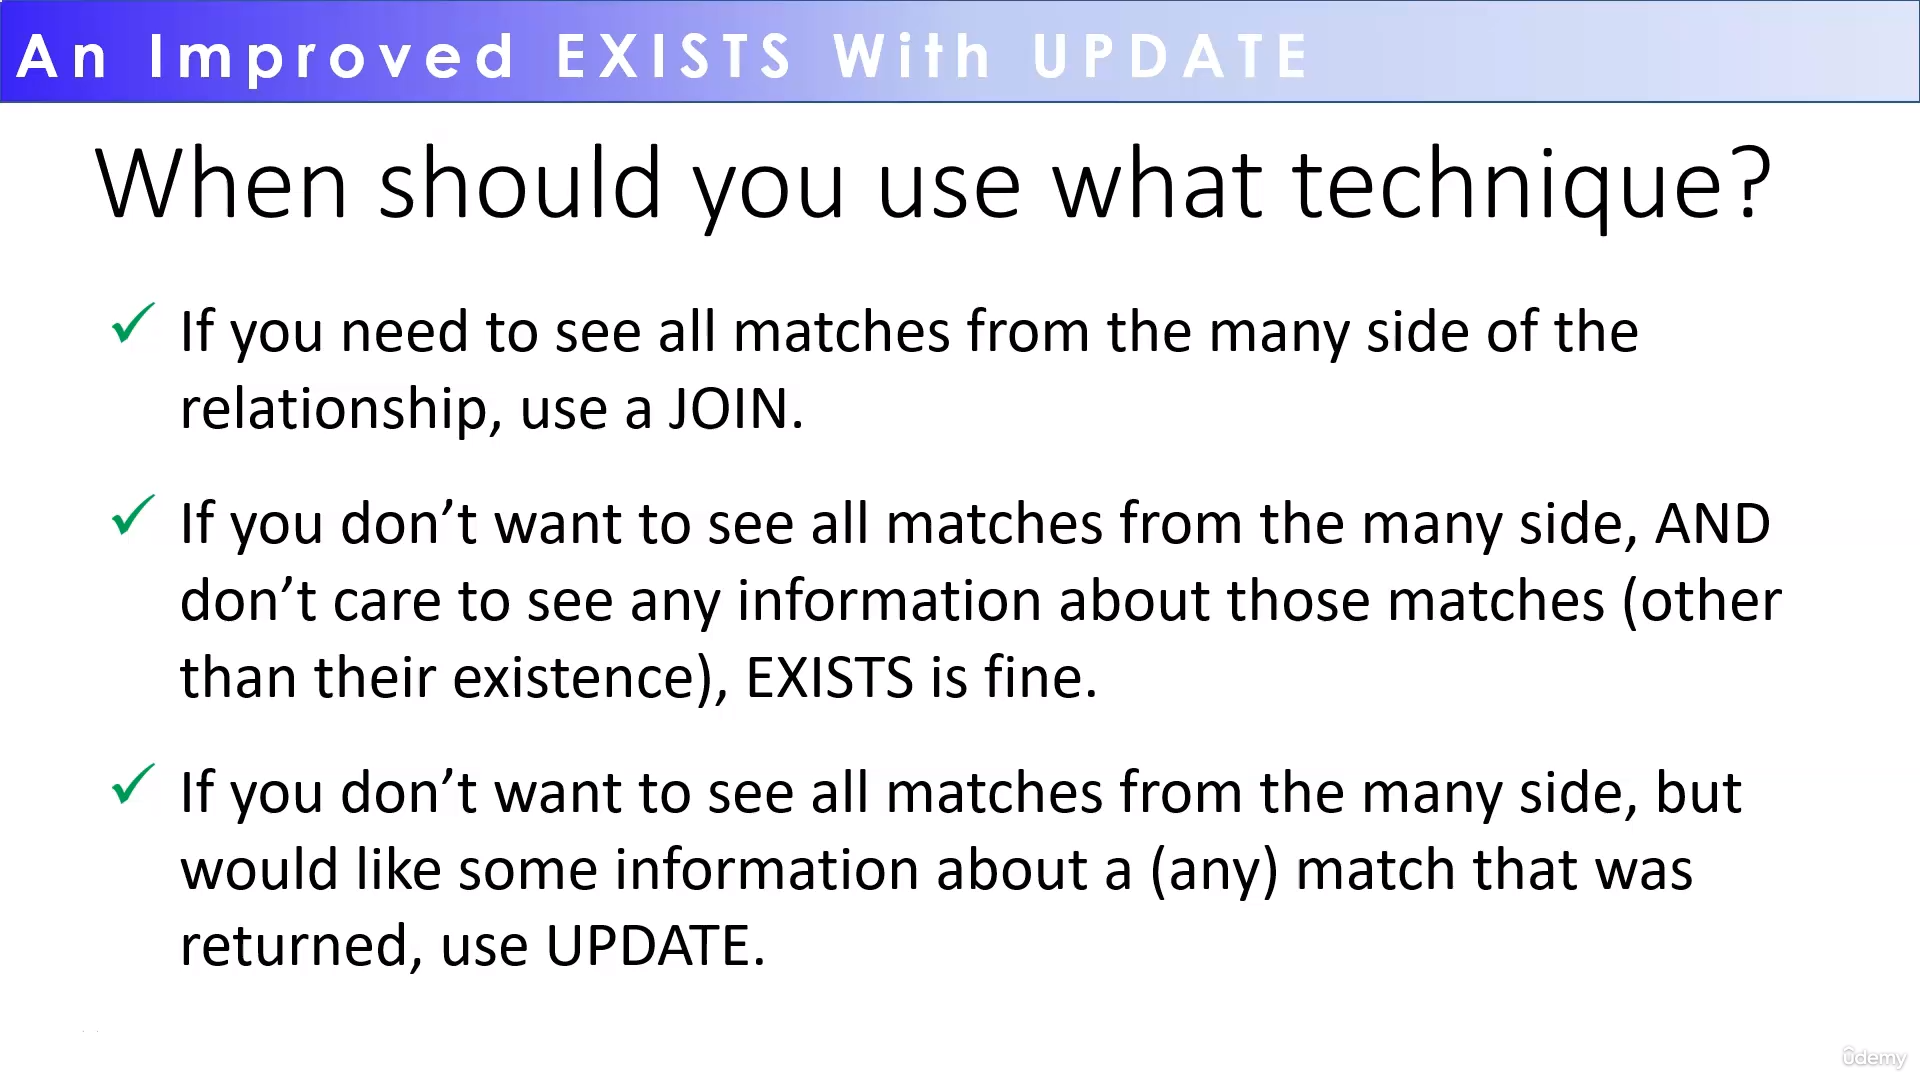 An Improved EXISTS With UPDATE
When should you use what technique?
✓ If you need to see all matches from the many side of the
relationship, use a JOIN.
✓ If you don’t want to see all matches from the many side, AND
don’t care to see any information about those matches (other
than their existence), EXISTS is fine.
✓ If you don’t want to see all matches from the many side, but
would like some information about a (any) match that was
returned, use UPDATE.
ûdemy